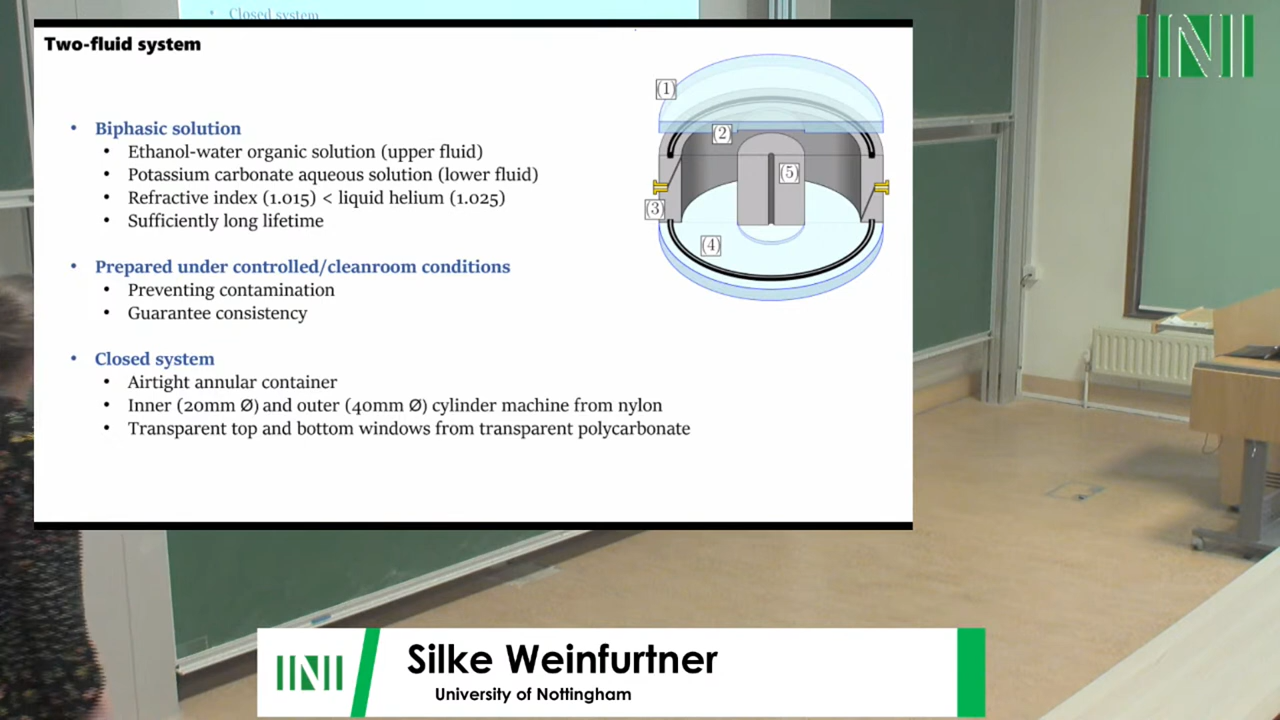 Closed system
Two-fluid system
Biphasic solution
Ethanol-water organic solution (upper fluid)
Potassium carbonate aqueous solution (lower fluid)
Refractive index (1.015) < liquid helium (1.025)
Sufficiently long lifetime
Prepared under controlled/cleanroom conditions
Preventing contamination
Guarantee consistency
Closed system
Airtight annular container
Inner (20mm Ø) and outer (40mm Ø) cylinder machine from nylon
Transparent top and bottom windows from transparent polycarbonate
(1)
(2)
(5)
(3)
(4)
INI
INI
Silke Weinfurtner
University of Nottingham